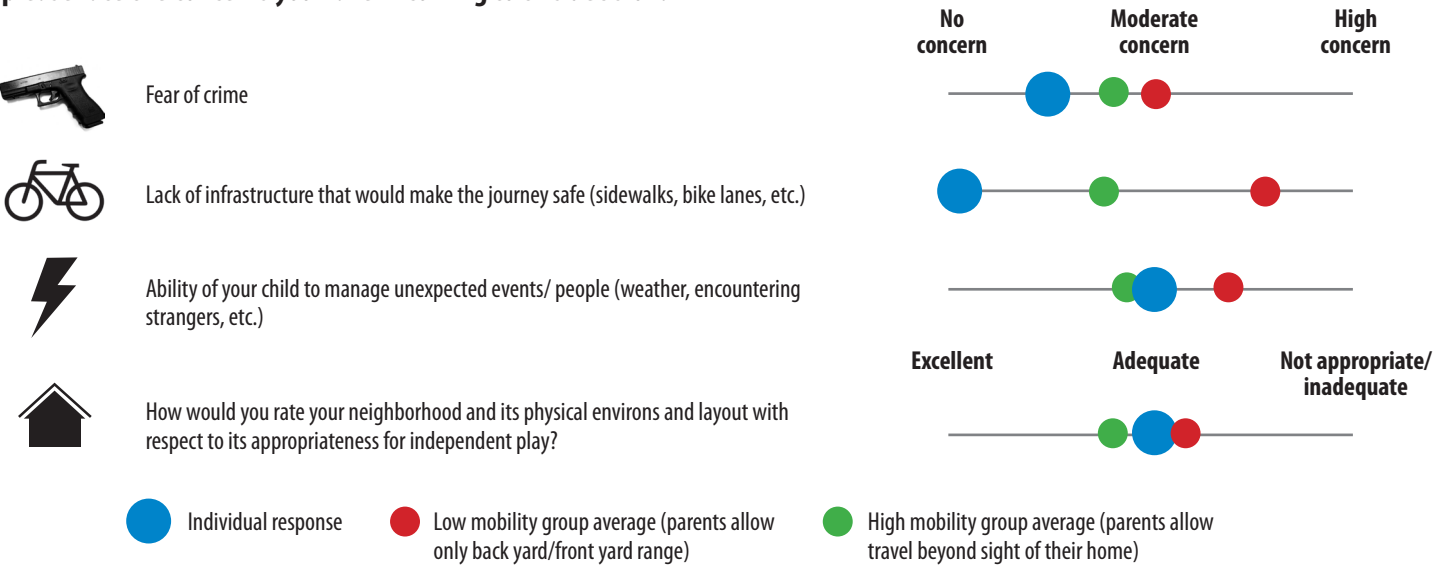 No
concern
Moderate
concern
High
concern
Fear of crime
Lack of infrastructure that would make the journey safe (sidewalks, bike lanes, etc.)
Ability of your child to manage unexpected events/ people (weather, encountering
strangers, etc.)
Excellent
Adequate
Not appropriate/
inadequate
How would you rate your neighborhood and its physical environs and layout with
respect to its appropriateness for independent play?
Individual response
Low mobility group average (parents allow
only back yard/front yard range)
High mobility group average (parents allow
travel beyond sight of their home)